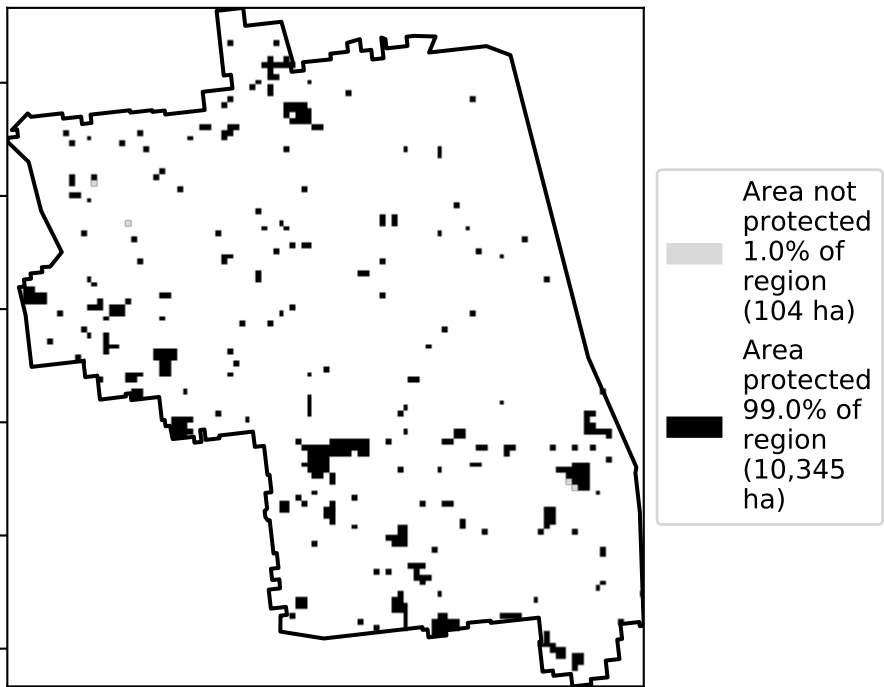 Area not
protected
1.0% of
region
(104 ha)
Area
protected
99.0% of
region
(10,345
ha)